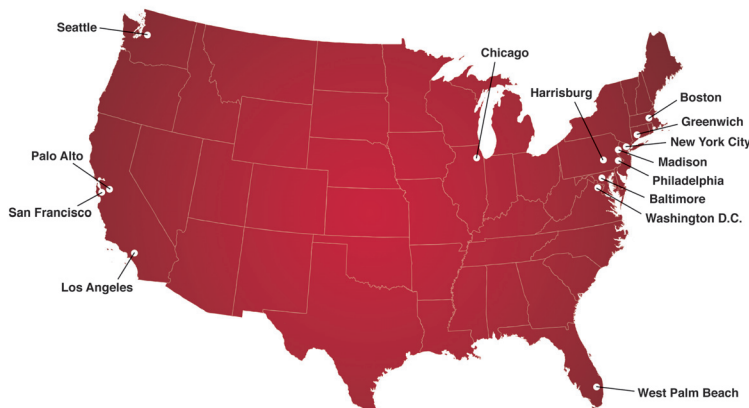 Seattle
Chicago
Harrisburg
Boston
Greenwich
New York City
Madison
Philadelphia
Baltimore
Washington D.C.
Palo Alto
San Francisco
Los Angeles
West Palm Beach